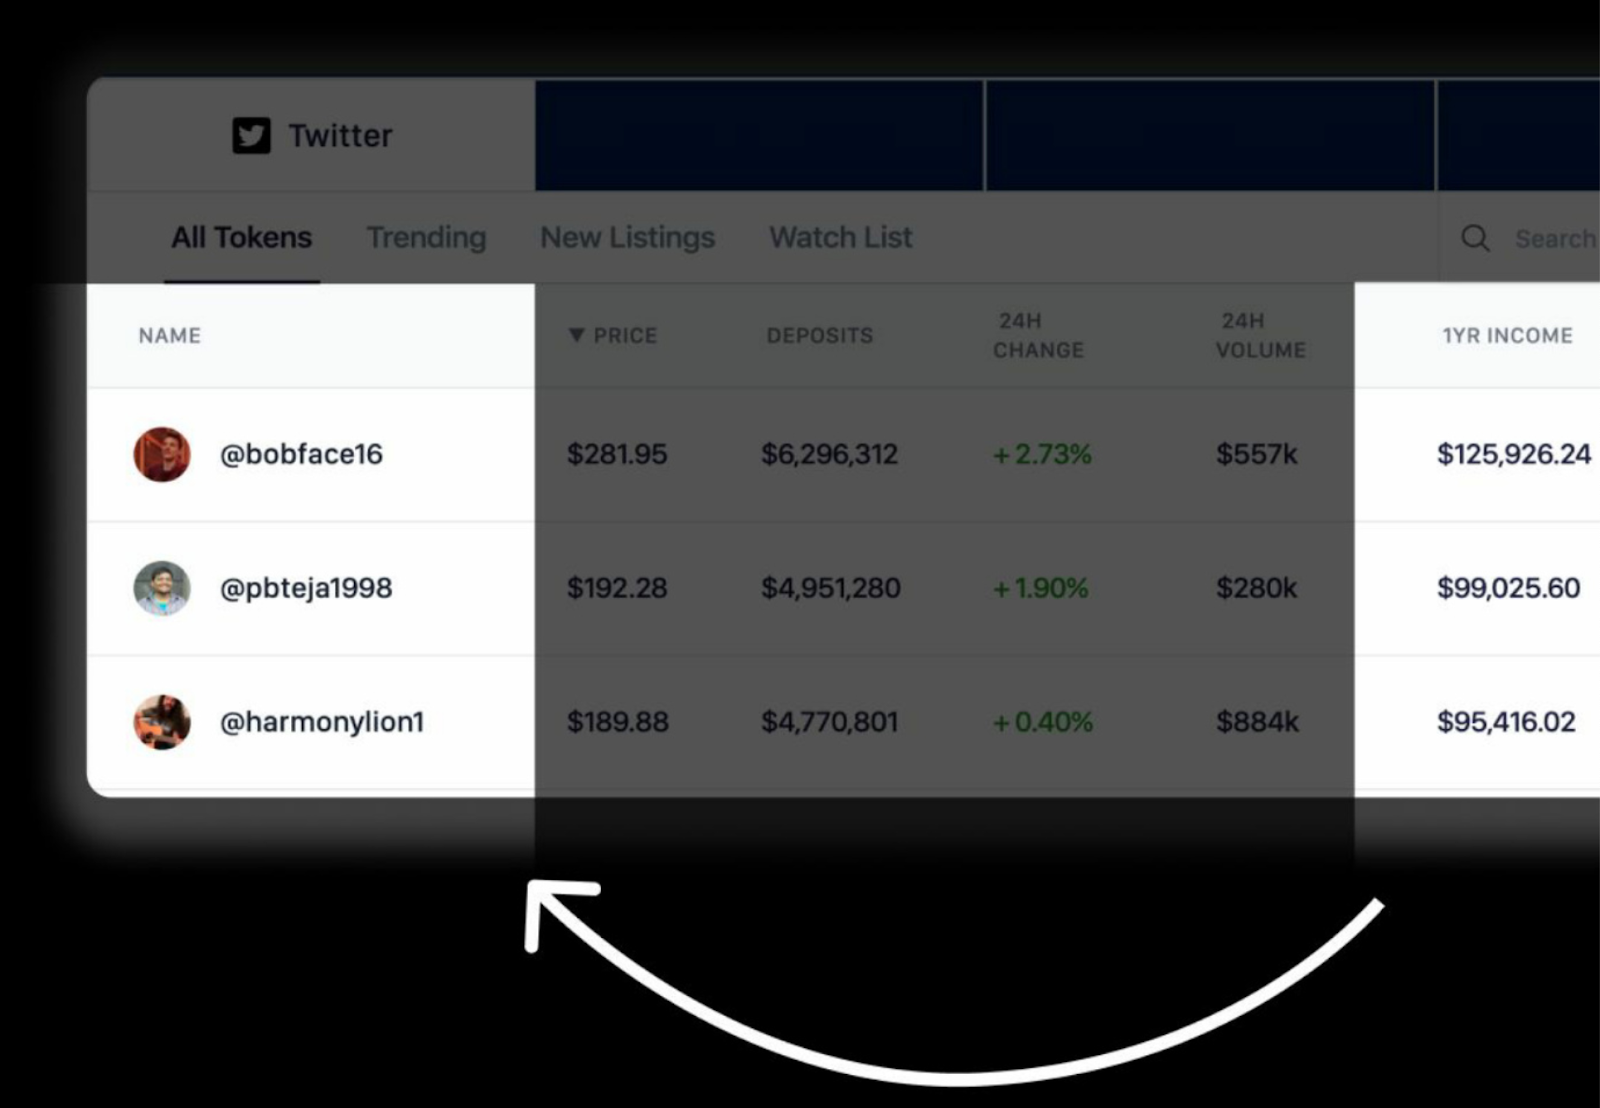 Twitter
All Tokens Trending New Listings Watch List Search
NAME ▼ PRICE DEPOSITS 24H CHANGE 24H VOLUME 1YR INCOME
@bobface16 $281.95 $6,296,312 +2.73% $557k $125,926.24
@pbteja1998 $192.28 $4,951,280 +1.90% $280k $99,025.60
@harmonylion1 $189.88 $4,770,801 +0.40% $884k $95,416.02